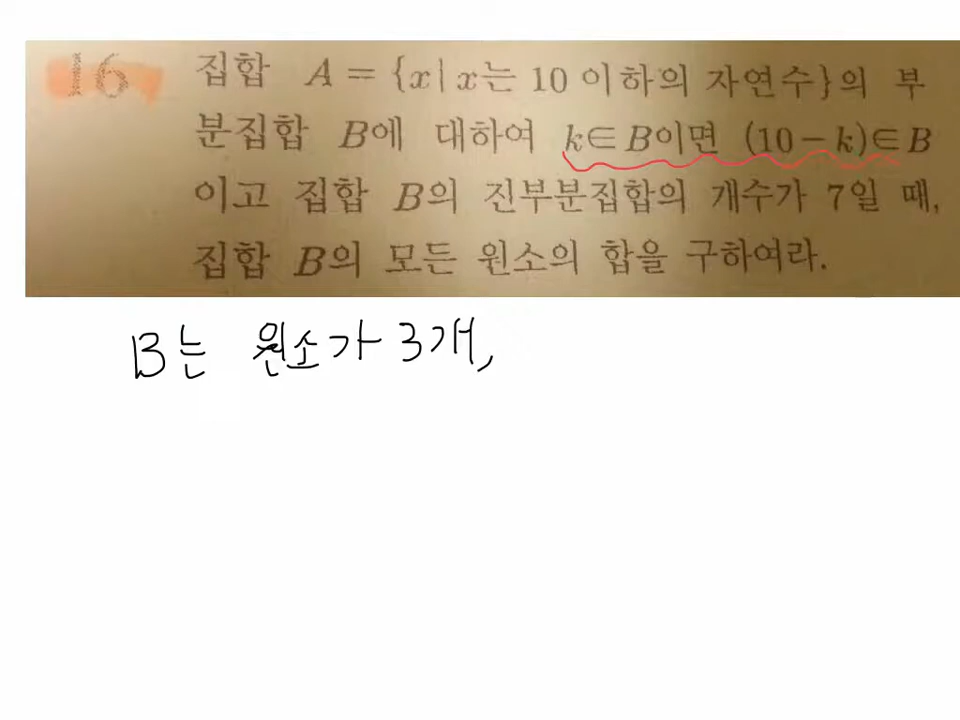 16 집합 A = {x | x는 10 이하의 자연수}의 부
분집합 B에 대하여 k∈B이면 (10-k)∈B
이고 집합 B의 진부분집합의 개수가 7일 때,
집합 B의 모든 원소의 합을 구하여라.
B는 원소가 3개,